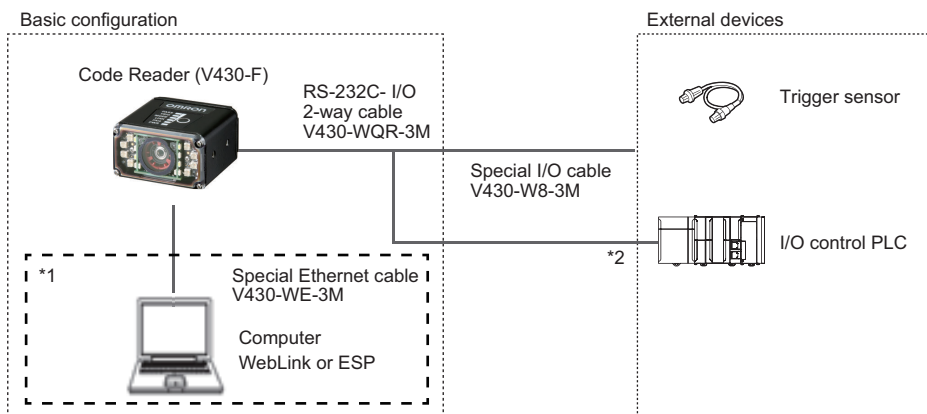 Basic configuration
External devices
Code Reader (V430-F)
OMRON
RS-232C- I/O
2-way cable
V430-WQR-3M
Trigger sensor
Special I/O cable
V430-W8-3M
*2
I/O control PLC
*1
Special Ethernet cable
V430-WE-3M
Computer
WebLink or ESP